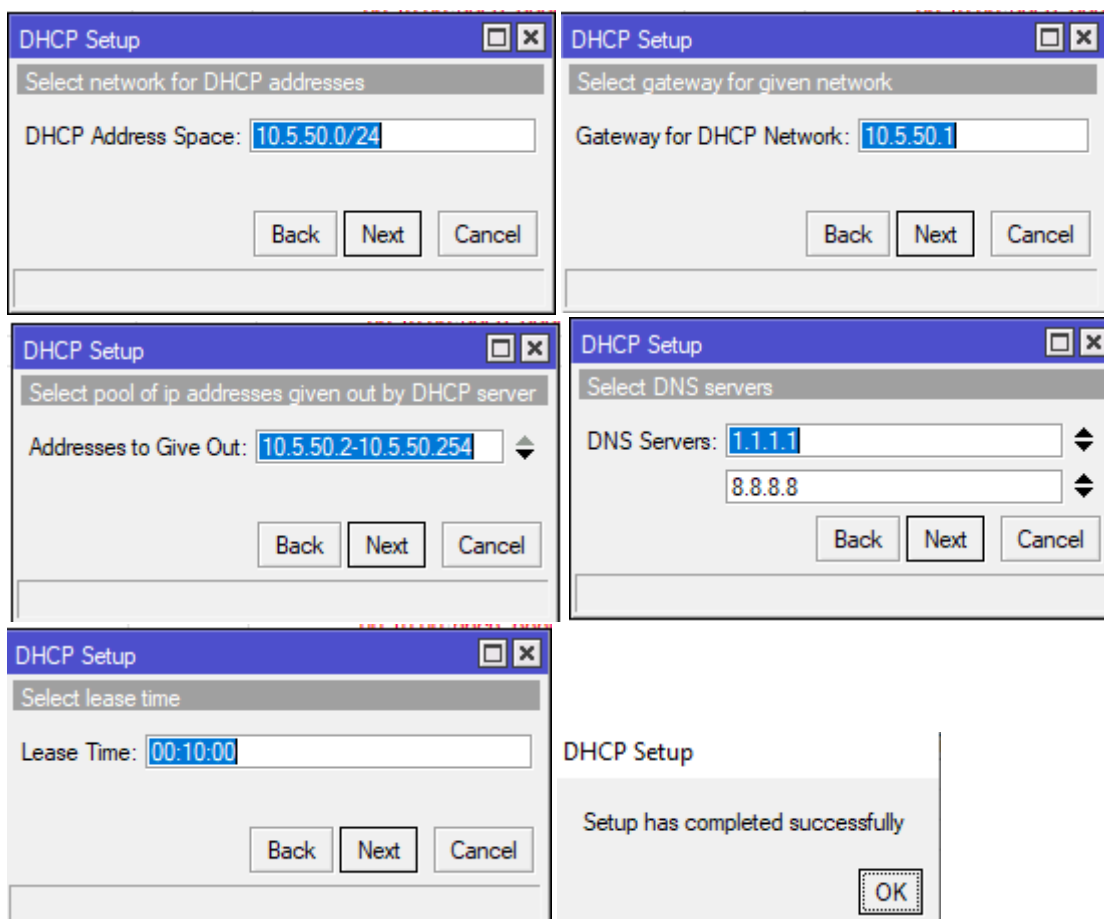 DHCP Setup
Select network for DHCP addresses
DHCP Address Space: 10.5.50.0/24
Back Next Cancel
DHCP Setup
Select gateway for given network
Gateway for DHCP Network: 10.5.50.1
Back Next Cancel
DHCP Setup
Select pool of ip addresses given out by DHCP server
Addresses to Give Out: 10.5.50.2-10.5.50.254
Back Next Cancel
DHCP Setup
Select DNS servers
DNS Servers: 1.1.1.1
8.8.8.8
Back Next Cancel
DHCP Setup
Select lease time
Lease Time: 00:10:00
Back Next Cancel
DHCP Setup
Setup has completed successfully
OK